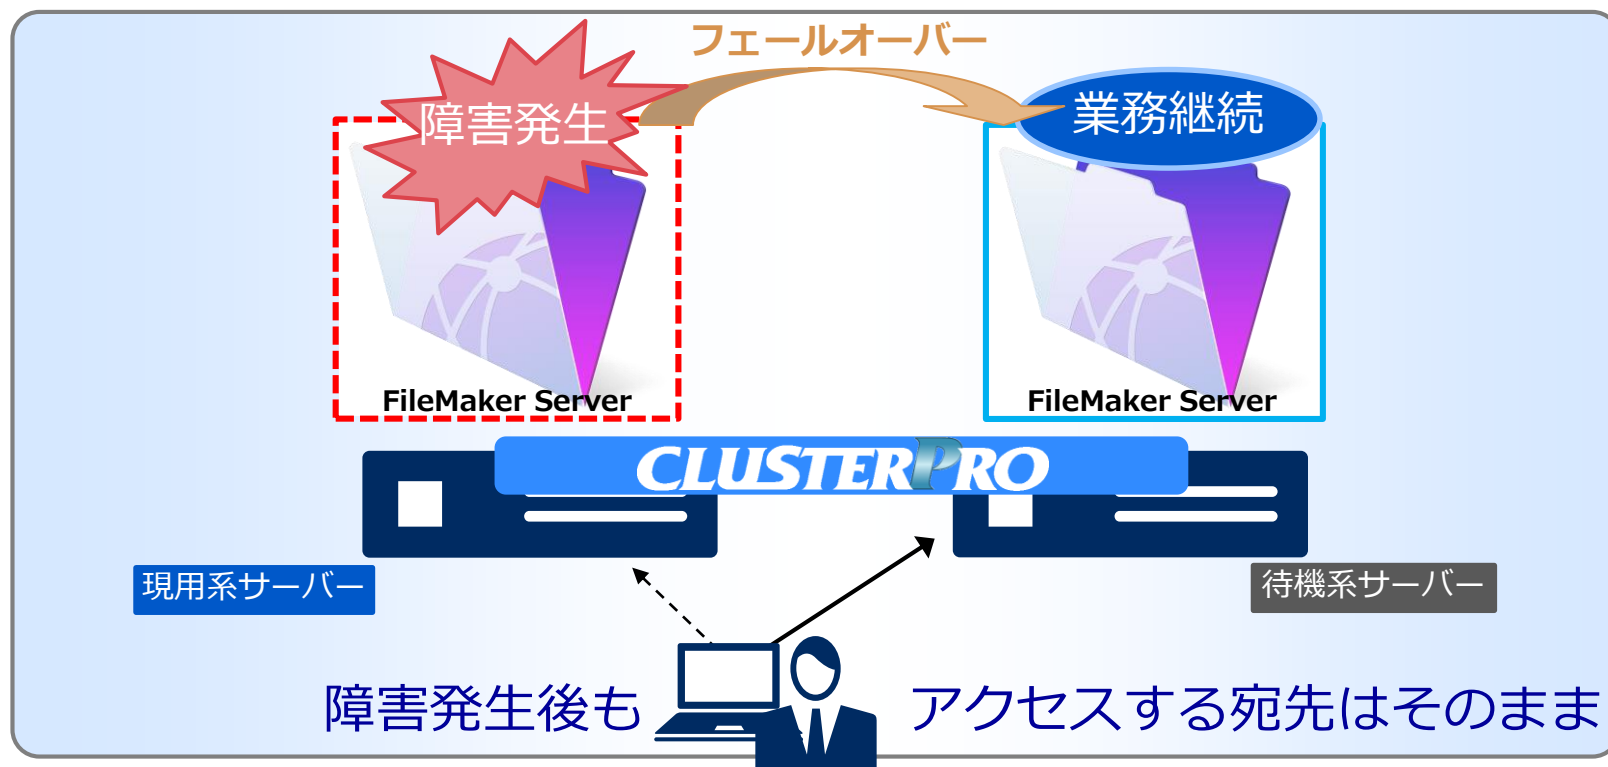 フェールオーバー
障害発生
業務継続
FileMaker Server
FileMaker Server
CLUSTERPRO
現用系サーバー
待機系サーバー
障害発生後も
アクセスする宛先はそのまま